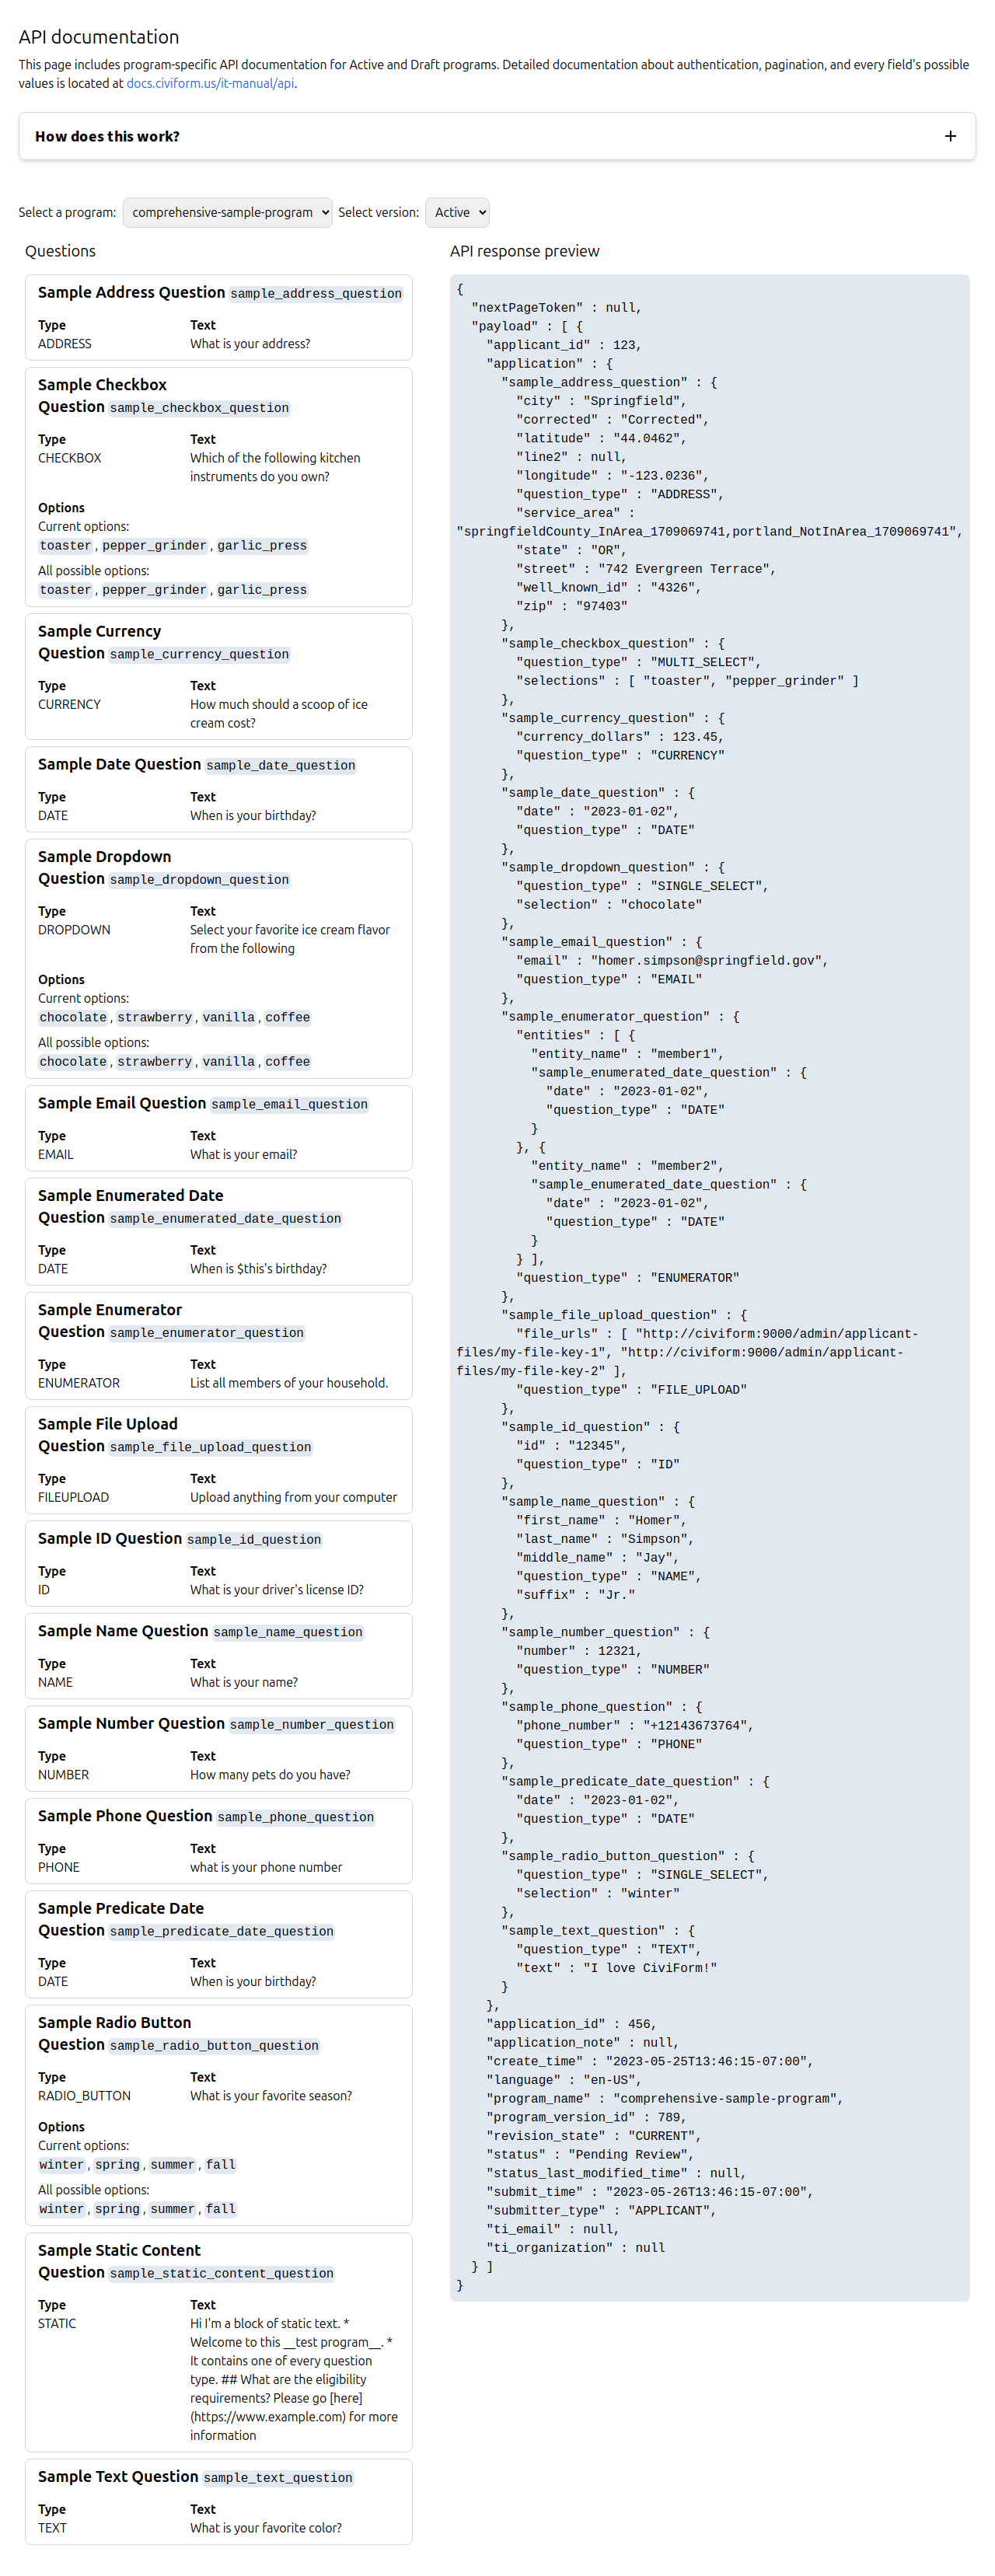 API documentation
This page includes program-specific API documentation for Active and Draft programs. Detailed documentation about authentication, pagination, and every field's possible
values is located at docs.civiform.us/it-manual/api.
How does this work? +
Select a program: comprehensive-sample-program Select version: Active
Questions
Sample Address Question sample_address_question
Type Text
ADDRESS What is your address?
Sample Checkbox
Question sample_checkbox_question
Type Text
CHECKBOX Which of the following kitchen
instruments do you own?
Options
Current options:
toaster, pepper_grinder, garlic_press
All possible options:
toaster, pepper_grinder, garlic_press
Sample Currency
Question sample_currency_question
Type Text
CURRENCY How much should a scoop of ice
cream cost?
Sample Date Question sample_date_question
Type Text
DATE When is your birthday?
Sample Dropdown
Question sample_dropdown_question
Type Text
DROPDOWN Select your favorite ice cream flavor
from the following
Options
Current options:
chocolate, strawberry, vanilla, coffee
All possible options:
chocolate, strawberry, vanilla, coffee
Sample Email Question sample_email_question
Type Text
EMAIL What is your email?
Sample Enumerated Date
Question sample_enumerated_date_question
Type Text
DATE When is $this's birthday?
Sample Enumerator
Question sample_enumerator_question
Type Text
ENUMERATOR List all members of your household.
Sample File Upload
Question sample_file_upload_question
Type Text
FILEUPLOAD Upload anything from your computer
Sample ID Question sample_id_question
Type Text
ID What is your driver's license ID?
Sample Name Question sample_name_question
Type Text
NAME What is your name?
Sample Number Question sample_number_question
Type Text
NUMBER How many pets do you have?
Sample Phone Question sample_phone_question
Type Text
PHONE what is your phone number
Sample Predicate Date
Question sample_predicate_date_question
Type Text
DATE When is your birthday?
Sample Radio Button
Question sample_radio_button_question
Type Text
RADIO_BUTTON What is your favorite season?
Options
Current options:
winter, spring, summer, fall
All possible options:
winter, spring, summer, fall
Sample Static Content
Question sample_static_content_question
Type Text
STATIC Hi I'm a block of static text. *
Welcome to this __test program__. *
It contains one of every question
type. ## What are the eligibility
requirements? Please go [here]
(https://www.example.com) for more
information
Sample Text Question sample_text_question
Type Text
TEXT What is your favorite color?
API response preview
{
"nextPageToken" : null,
"payload" : [ {
"applicant_id" : 123,
"application" : {
"sample_address_question" : {
"city" : "Springfield",
"corrected" : "Corrected",
"latitude" : "44.0462",
"line2" : null,
"longitude" : "-123.0236",
"question_type" : "ADDRESS",
"service_area" :
"springfieldCounty_InArea_1709069741,portland_NotInArea_1709069741",
"state" : "OR",
"street" : "742 Evergreen Terrace",
"well_known_id" : "4326",
"zip" : "97403"
},
"sample_checkbox_question" : {
"question_type" : "MULTI_SELECT",
"selections" : [ "toaster", "pepper_grinder" ]
},
"sample_currency_question" : {
"currency_dollars" : 123.45,
"question_type" : "CURRENCY"
},
"sample_date_question" : {
"date" : "2023-01-02",
"question_type" : "DATE"
},
"sample_dropdown_question" : {
"question_type" : "SINGLE_SELECT",
"selection" : "chocolate"
},
"sample_email_question" : {
"email" : "homer.simpson@springfield.gov",
"question_type" : "EMAIL"
},
"sample_enumerator_question" : {
"entities" : [ {
"entity_name" : "member1",
"sample_enumerated_date_question" : {
"date" : "2023-01-02",
"question_type" : "DATE"
}
}, {
"entity_name" : "member2",
"sample_enumerated_date_question" : {
"date" : "2023-01-02",
"question_type" : "DATE"
}
} ],
"question_type" : "ENUMERATOR"
},
"sample_file_upload_question" : {
"file_urls" : [ "http://civiform:9000/admin/applicant-
files/my-file-key-1", "http://civiform:9000/admin/applicant-
files/my-file-key-2" ],
"question_type" : "FILE_UPLOAD"
},
"sample_id_question" : {
"id" : "12345",
"question_type" : "ID"
},
"sample_name_question" : {
"first_name" : "Homer",
"last_name" : "Simpson",
"middle_name" : "Jay",
"question_type" : "NAME",
"suffix" : "Jr."
},
"sample_number_question" : {
"number" : 12321,
"question_type" : "NUMBER"
},
"sample_phone_question" : {
"phone_number" : "+12143673764",
"question_type" : "PHONE"
},
"sample_predicate_date_question" : {
"date" : "2023-01-02",
"question_type" : "DATE"
},
"sample_radio_button_question" : {
"question_type" : "SINGLE_SELECT",
"selection" : "winter"
},
"sample_text_question" : {
"question_type" : "TEXT",
"text" : "I love CiviForm!"
}
},
"application_id" : 456,
"application_note" : null,
"create_time" : "2023-05-25T13:46:15-07:00",
"language" : "en-US",
"program_name" : "comprehensive-sample-program",
"program_version_id" : 789,
"revision_state" : "CURRENT",
"status" : "Pending Review",
"status_last_modified_time" : null,
"submit_time" : "2023-05-26T13:46:15-07:00",
"submitter_type" : "APPLICANT",
"ti_email" : null,
"ti_organization" : null
} ]
}